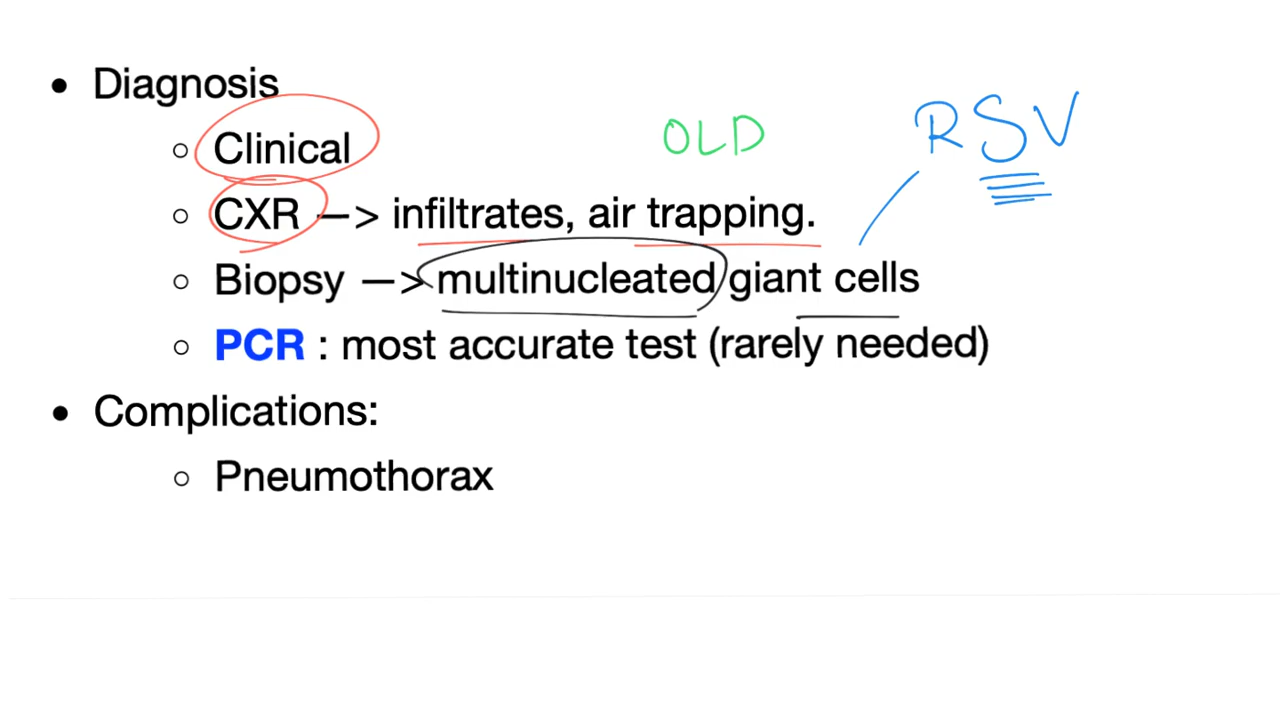 • Diagnosis
○ Clinical
OLD
RSV
○ CXR —> infiltrates, air trapping.
○ Biopsy —> multinucleated giant cells
○ PCR : most accurate test (rarely needed)
• Complications:
○ Pneumothorax